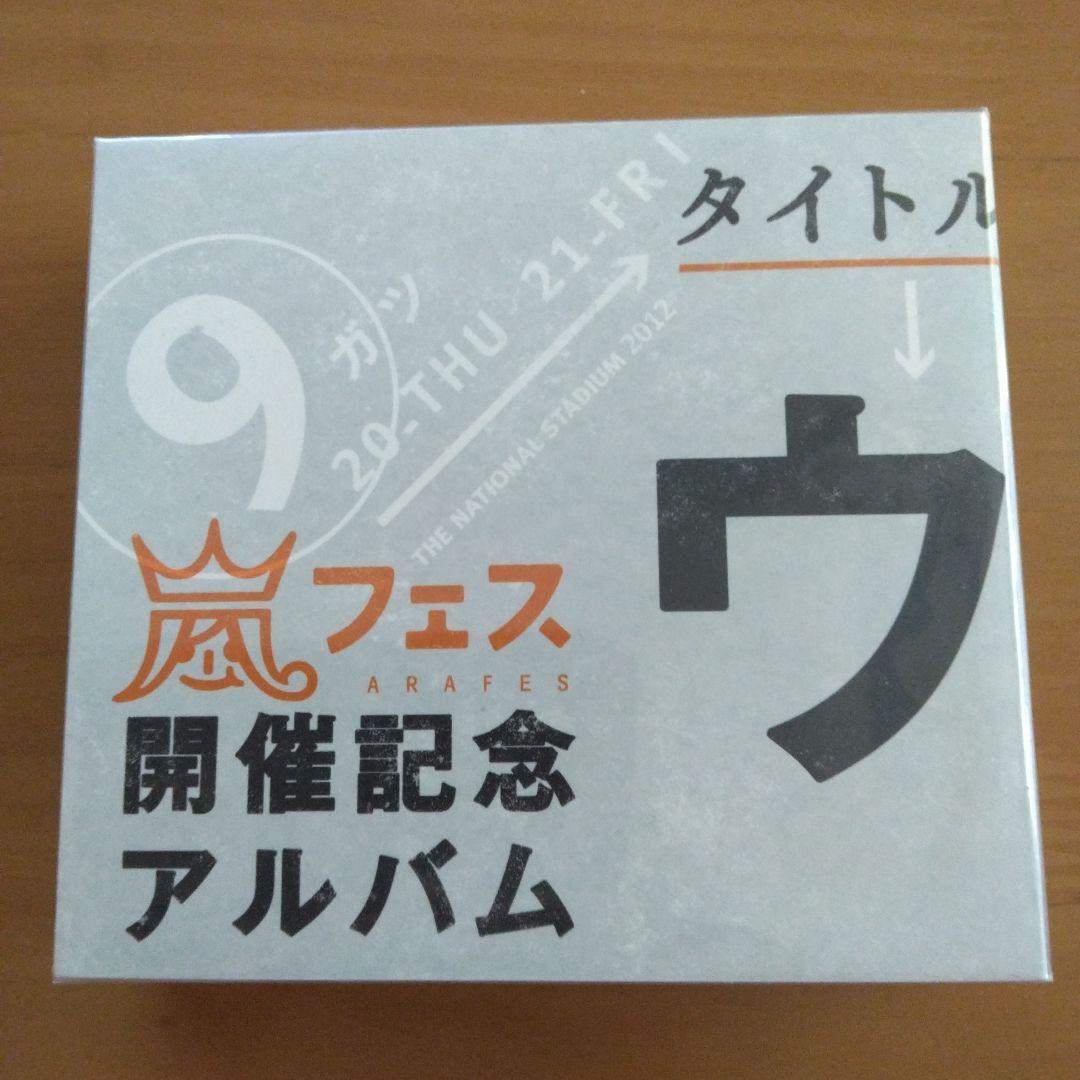 タイトル
ウ
9
ガツ
20-THU 21-FRI
THE NATIONAL STADIUM 2012
嵐フェス
ARAFES
開催記念
アルバム